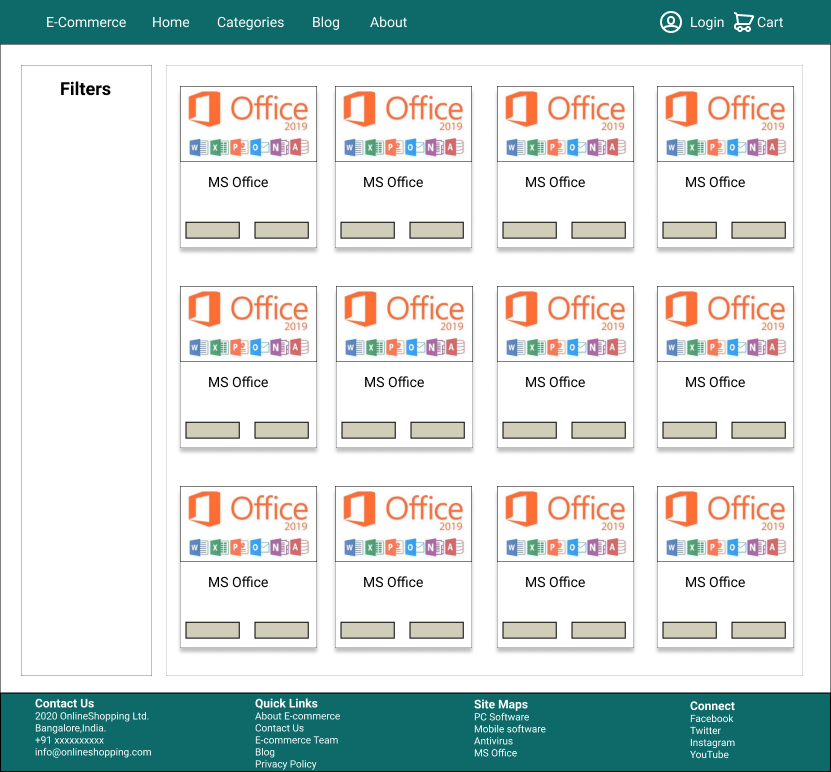 E-Commerce Home Categories Blog About Login Cart
Filters
Office Office Office Office
2019 2019 2019 2019
W X P O N A W X P O N A W X P O N A W X P O N A
MS Office MS Office MS Office MS Office
Office Office Office Office
2019 2019 2019 2019
W X P O N A W X P O N A W X P O N A W X P O N A
MS Office MS Office MS Office MS Office
Office Office Office Office
2019 2019 2019 2019
W X P O N A W X P O N A W X P O N A W X P O N A
MS Office MS Office MS Office MS Office
Contact Us
2020 OnlineShopping Ltd.
Bangalore,India.
+91 xxxxxxxxxx
info@onlineshopping.com
Quick Links
About E-commerce
Contact Us
E-commerce Team
Blog
Privacy Policy
Site Maps
PC Software
Mobile software
Antivirus
MS Office
Connect
Facebook
Twitter
Instagram
YouTube